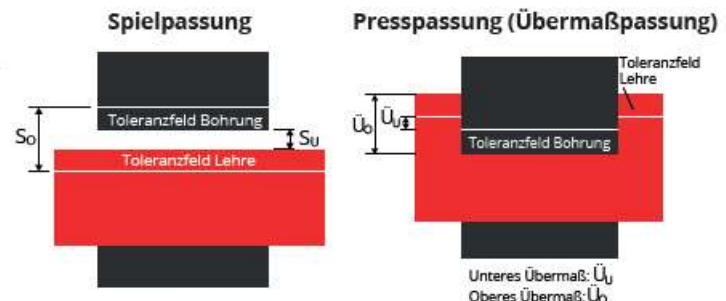 Spielpassung
Toleranzfeld Bohrung
So
SU
Toleranzfeld Lehre
Presspassung (Übermaßpassung)
Toleranzfeld
Lehre
ÜO
ÜU
Toleranzfeld Bohrung
Unteres Übermaß: ÜU
Oberes Übermaß: ÜO